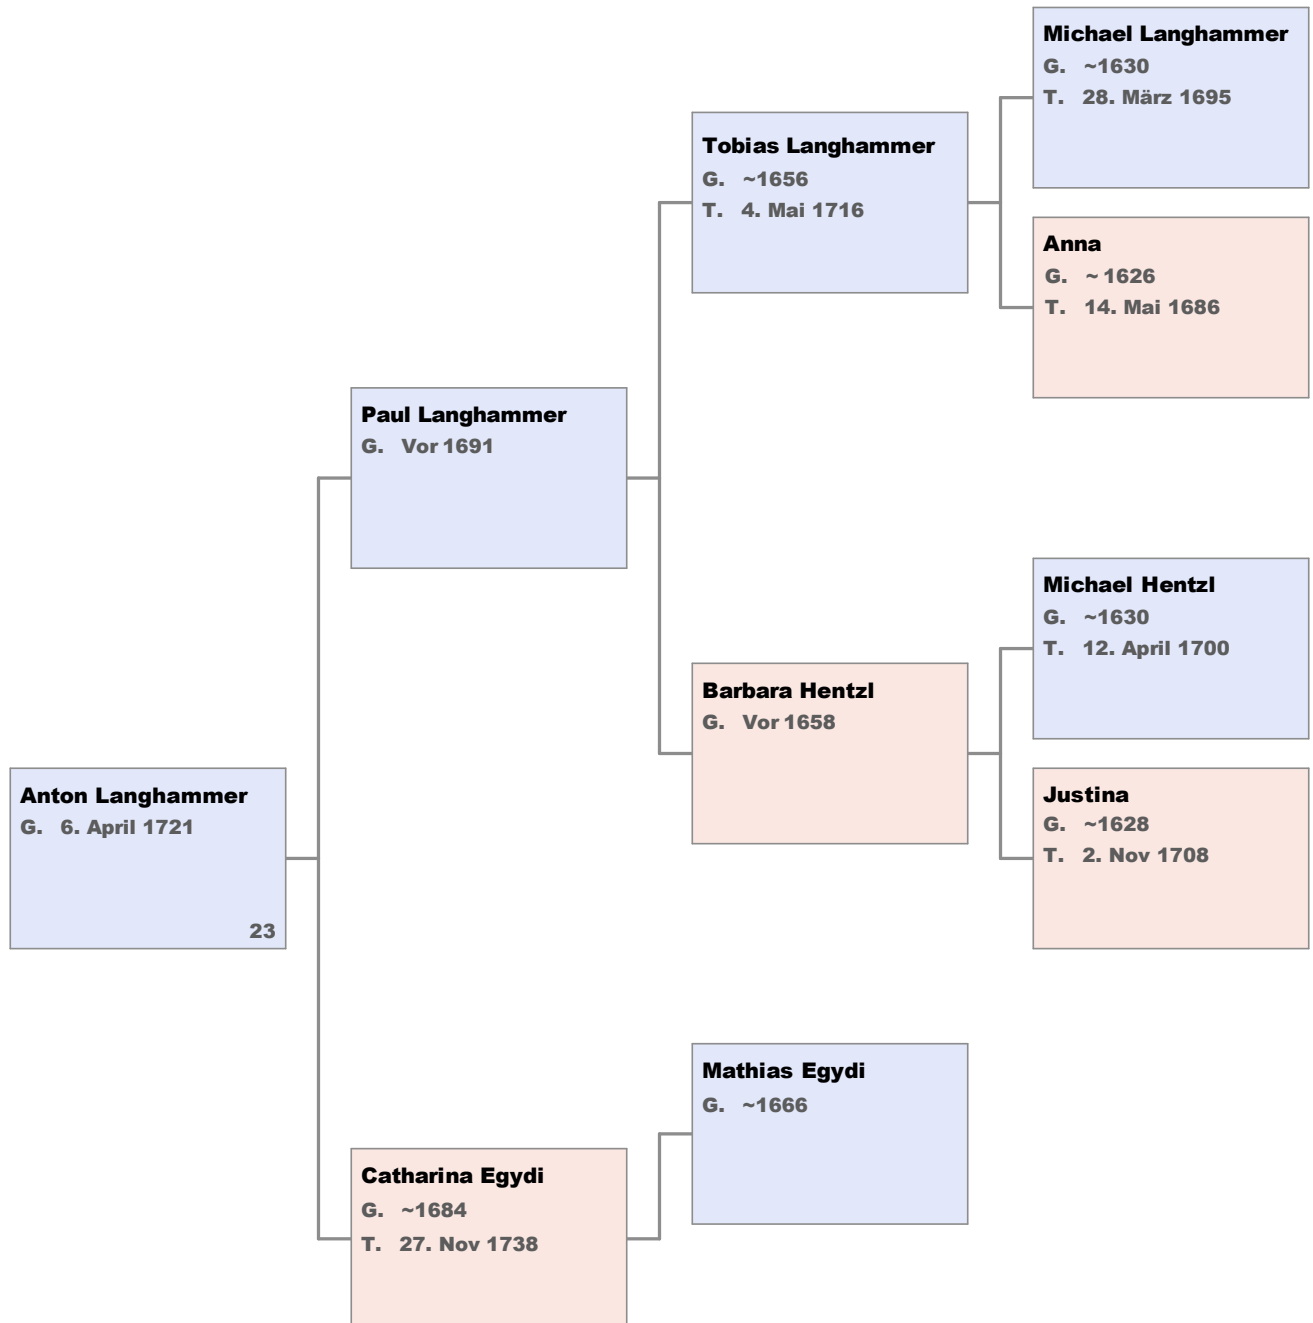 Michael Langhammer
G. ~1630
T. 28. März 1695
Tobias Langhammer
G. ~1656
T. 4. Mai 1716
Anna
G. ~ 1626
T. 14. Mai 1686
Paul Langhammer
G. Vor 1691
Michael Hentzl
G. ~1630
T. 12. April 1700
Barbara Hentzl
G. Vor 1658
Anton Langhammer
G. 6. April 1721
23
Justina
G. ~1628
T. 2. Nov 1708
Mathias Egydi
G. ~1666
Catharina Egydi
G. ~1684
T. 27. Nov 1738